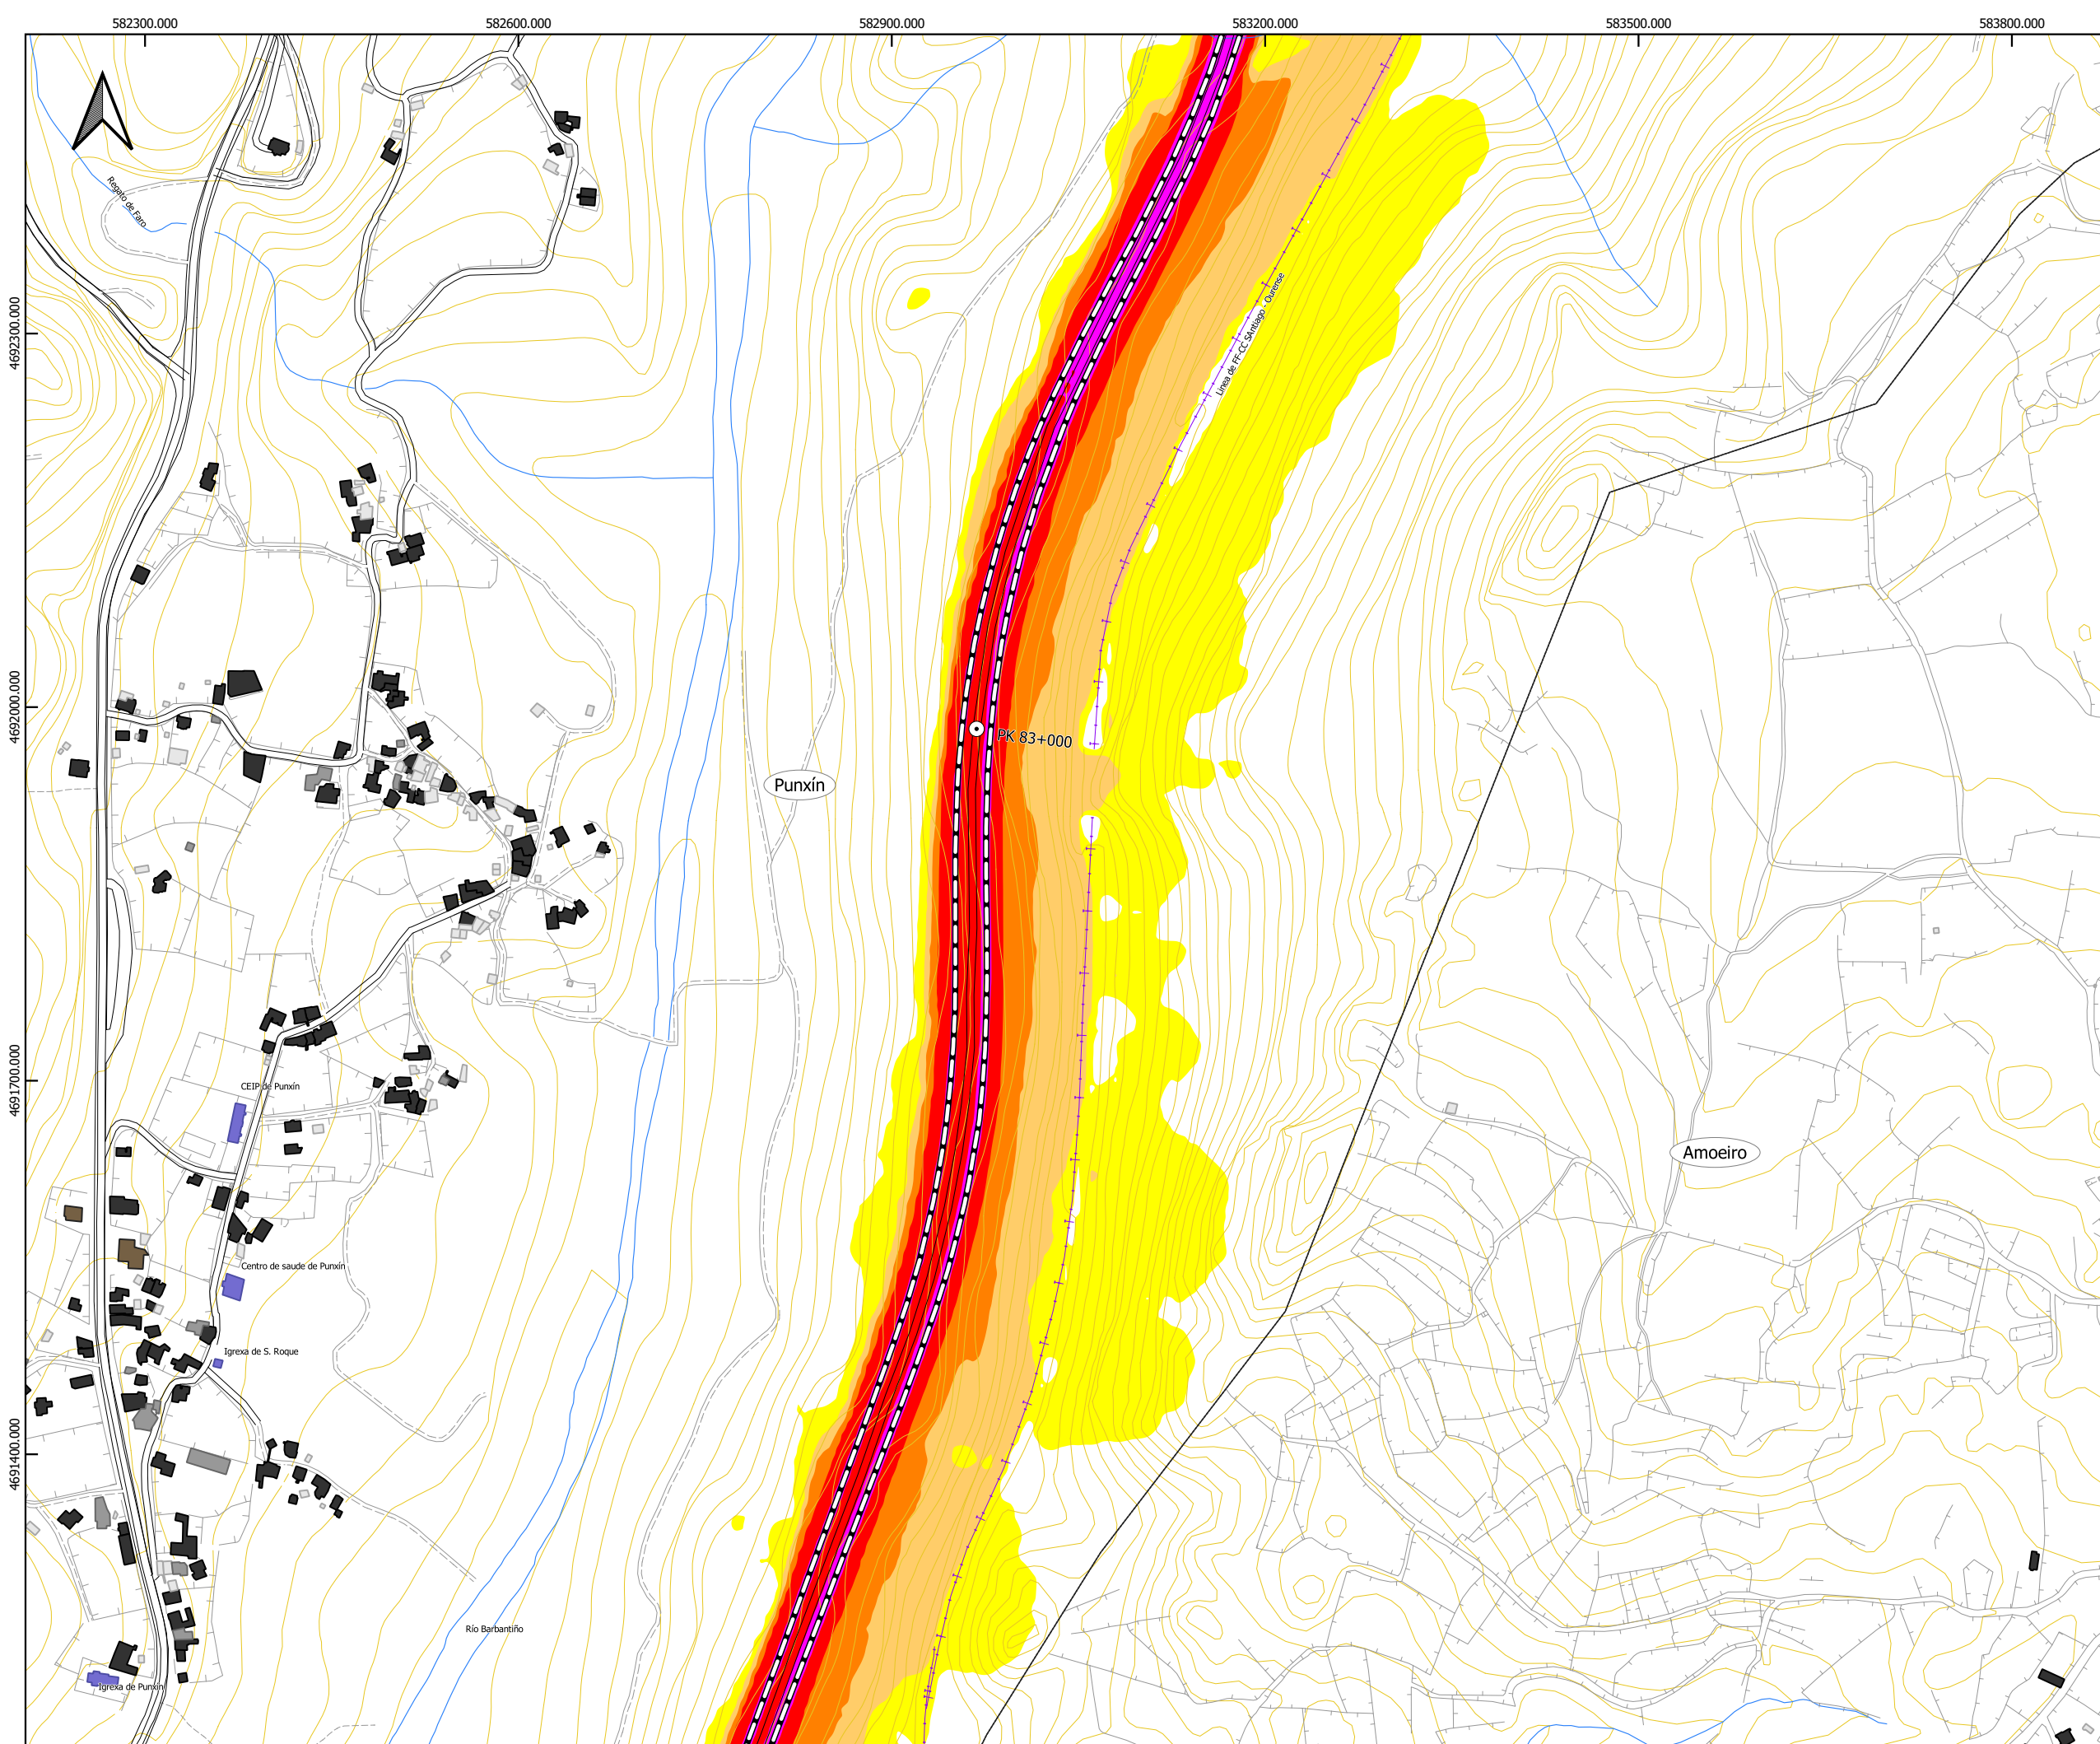 582300.000
582600.000
582900.000
583200.000
583500.000
583800.000
Regato de Faro
4692300.000
Línea de FF-CC SAntiago - Ourense
4692000.000
PK 83+000
Punxín
4691700.000
CEIP de Punxín
Amoeiro
Centro de saude de Punxín
Igrexa de S. Roque
4691400.000
Río Barbantiño
Igrexa de Punxín